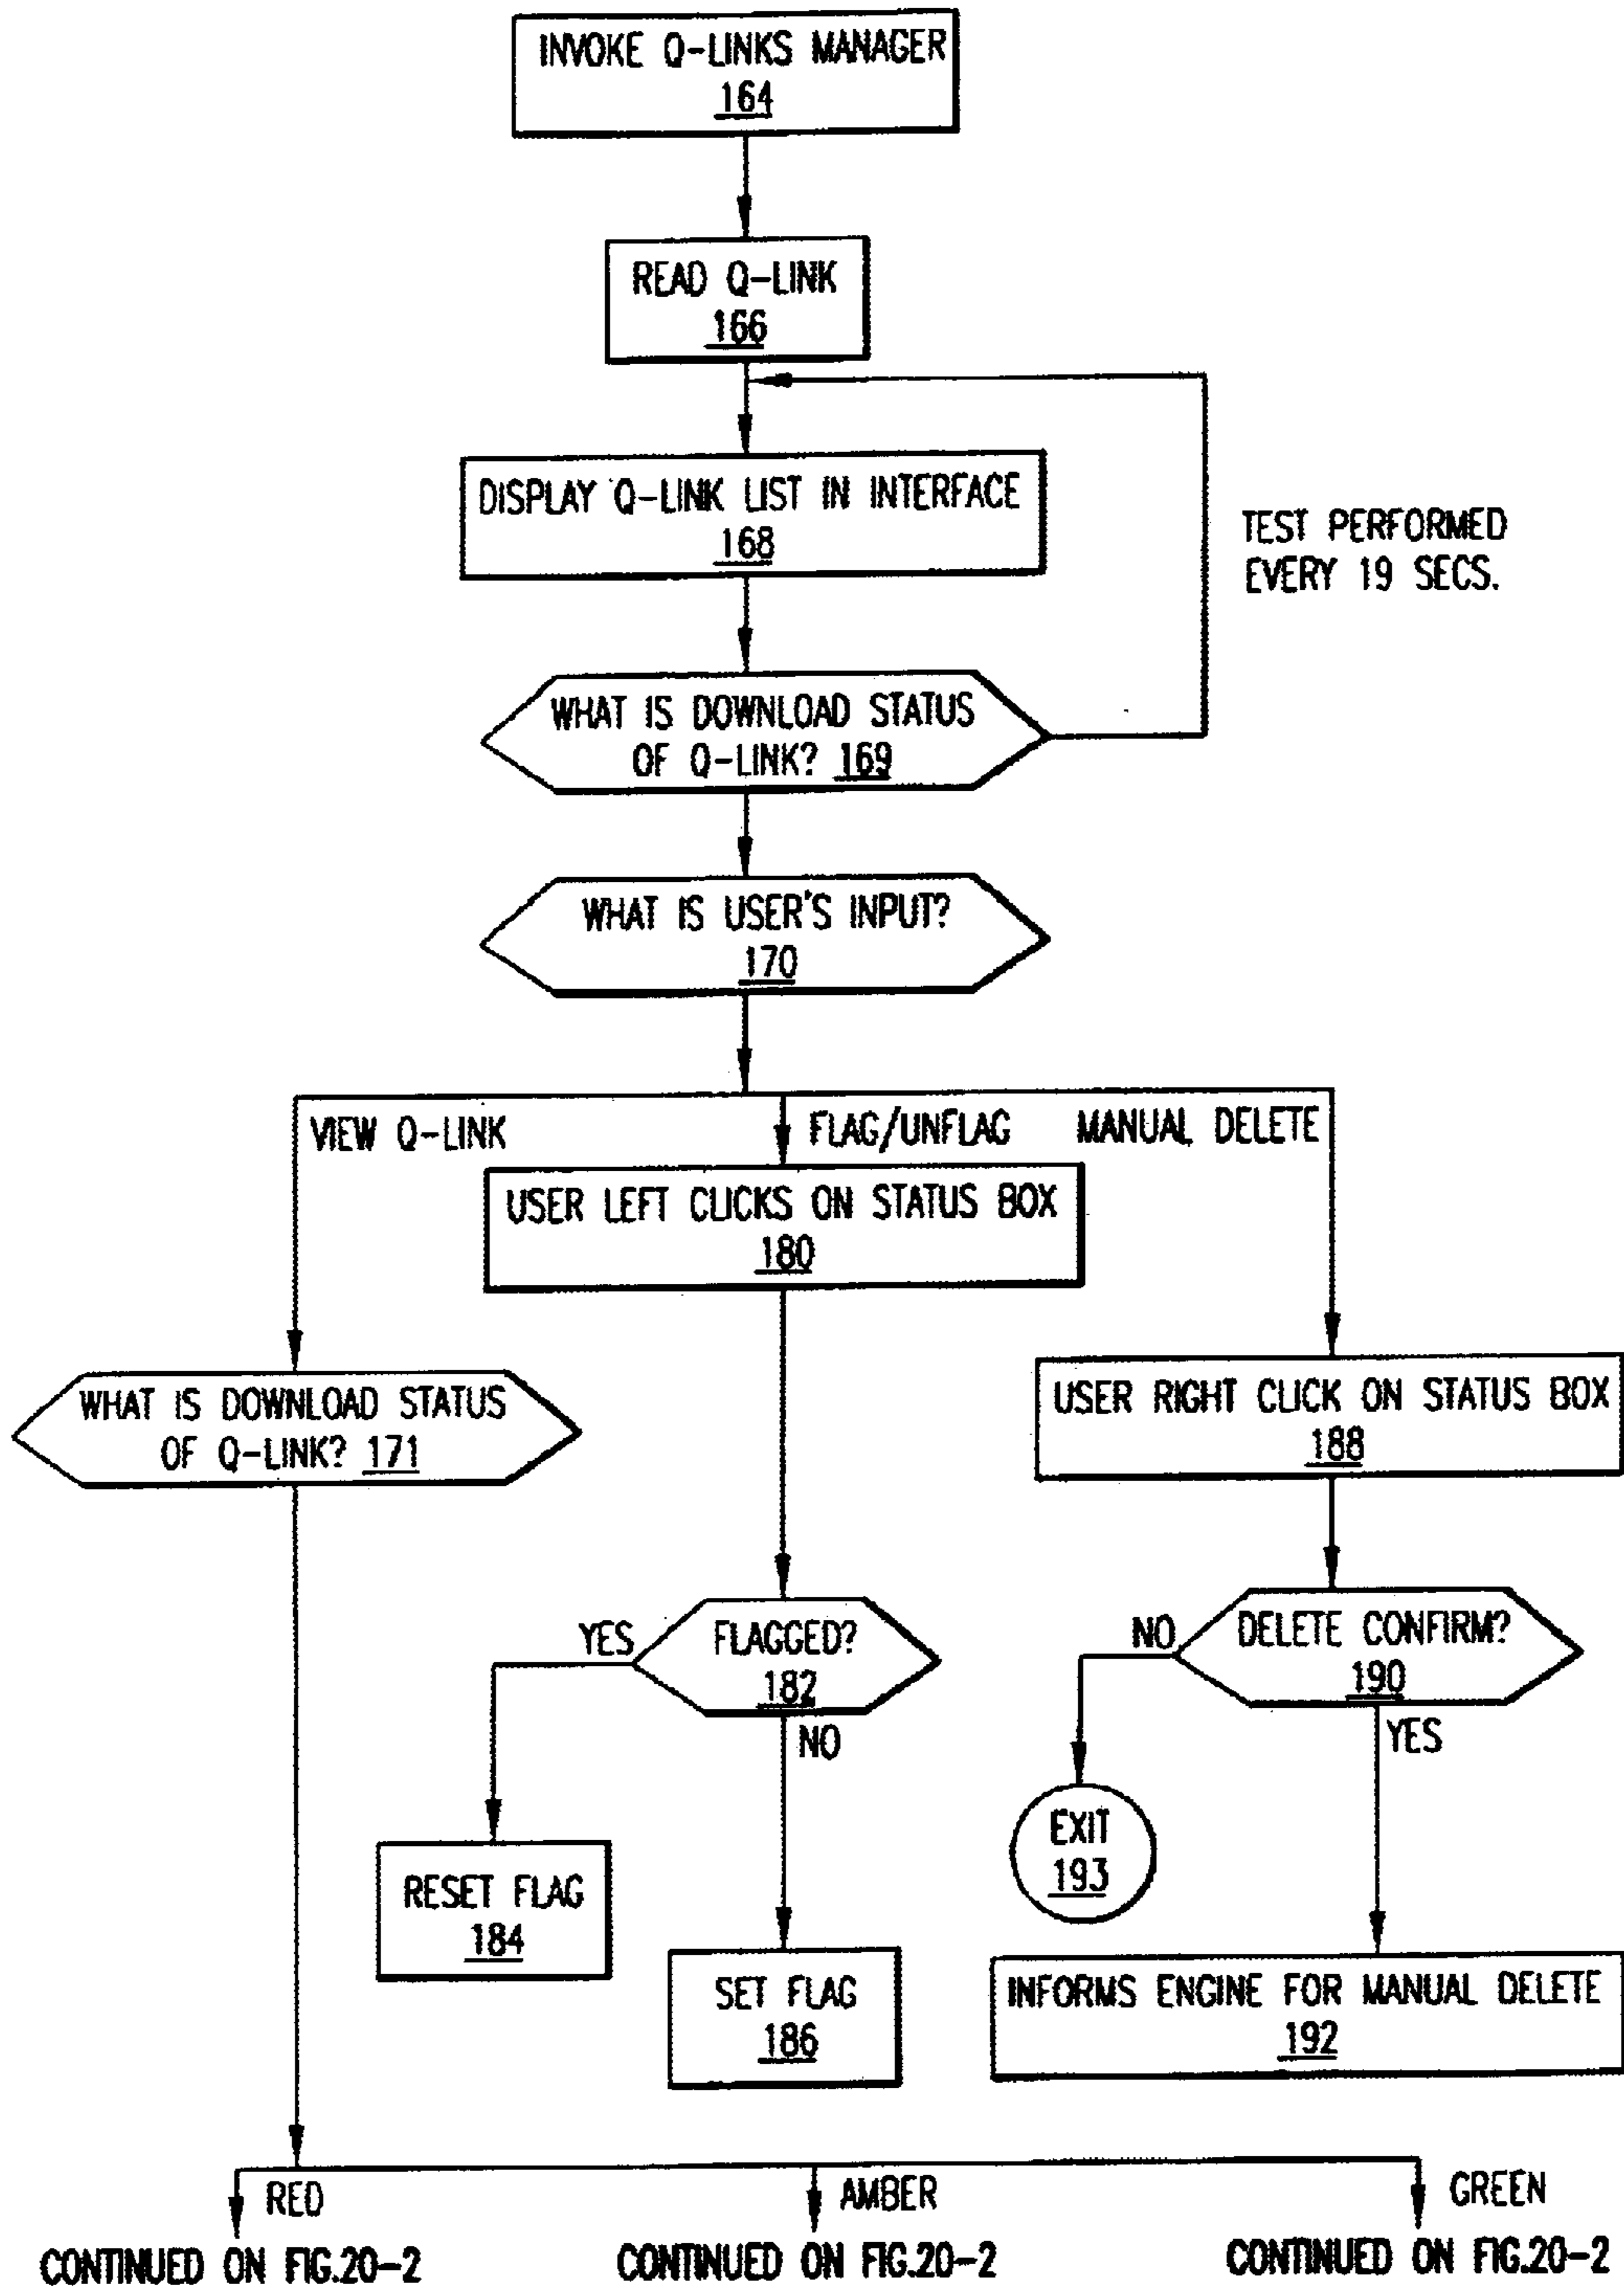 INVOKE Q-LINKS MANAGER
164
READ Q-LINK
166
DISPLAY Q-LINK LIST IN INTERFACE
168
TEST PERFORMED
EVERY 19 SECS.
WHAT IS DOWNLOAD STATUS
OF Q-LINK? 169
WHAT IS USER'S INPUT?
170
VIEW Q-LINK
FLAG/UNFLAG
MANUAL DELETE
USER LEFT CLICKS ON STATUS BOX
180
WHAT IS DOWNLOAD STATUS
OF Q-LINK? 171
USER RIGHT CLICK ON STATUS BOX
188
YES
FLAGGED?
182
NO
NO
DELETE CONFIRM?
190
YES
RESET FLAG
184
SET FLAG
186
EXIT
193
INFORMS ENGINE FOR MANUAL DELETE
192
RED
AMBER
GREEN
CONTINUED ON FIG.20-2
CONTINUED ON FIG.20-2
CONTINUED ON FIG.20-2